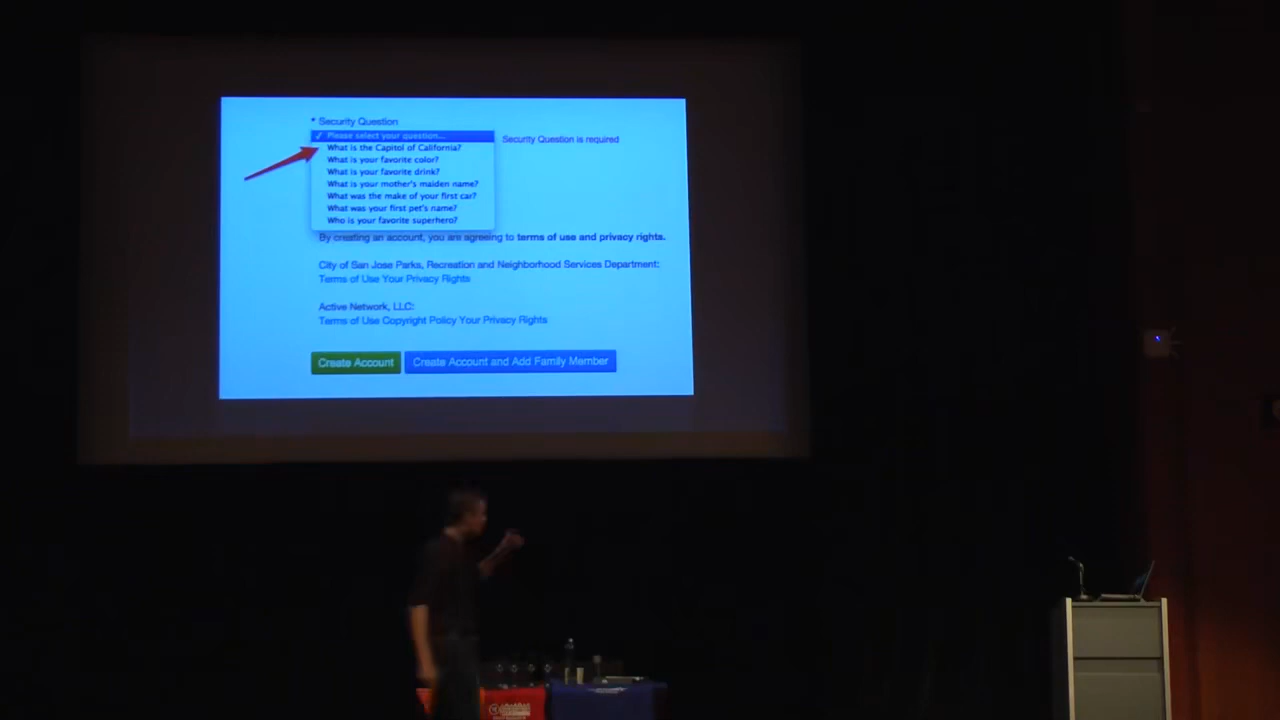 * Security Question
✓ Please select your question...
Security Question is required
What is the Capitol of California?
What is your favorite color?
What is your favorite drink?
What is your mother's maiden name?
What was the make of your first car?
What was your first pet's name?
Who is your favorite superhero?
By creating an account, you are agreeing to terms of use and privacy rights.
City of San Jose Parks, Recreation and Neighborhood Services Department:
Terms of Use Your Privacy Rights
Active Network, LLC:
Terms of Use Copyright Policy Your Privacy Rights
Create Account
Create Account and Add Family Member